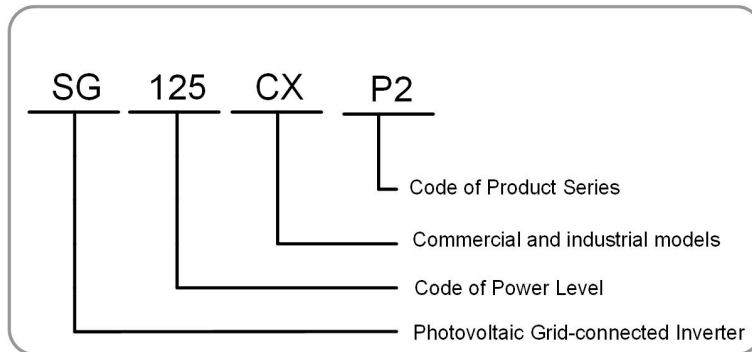 SG 125 CX P2
Code of Product Series
Commercial and industrial models
Code of Power Level
Photovoltaic Grid-connected Inverter